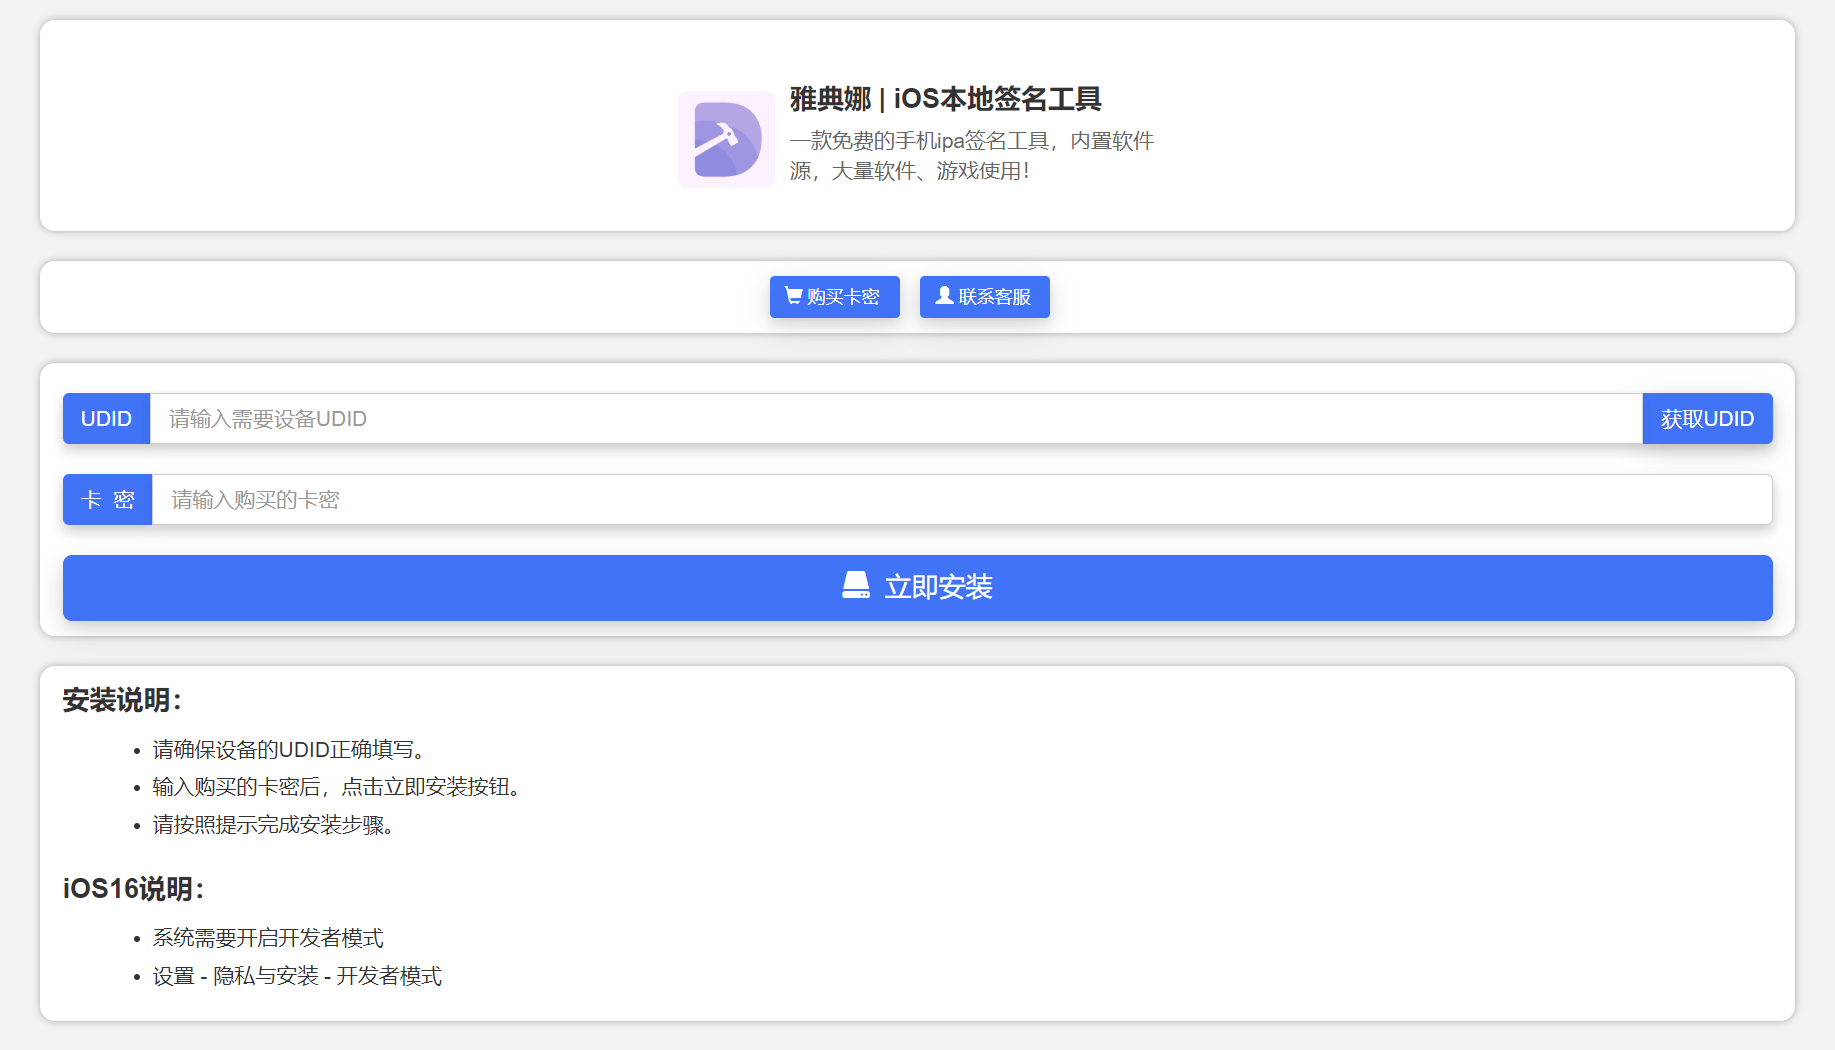 雅典娜 | iOS本地签名工具
一款免费的手机ipa签名工具，内置软件
源，大量软件、游戏使用！
购买卡密
联系客服
UDID
请输入需要设备UDID
获取UDID
卡 密
请输入购买的卡密
立即安装
安装说明：
• 请确保设备的UDID正确填写。
• 输入购买的卡密后，点击立即安装按钮。
• 请按照提示完成安装步骤。
iOS16说明：
• 系统需要开启开发者模式
• 设置 - 隐私与安装 - 开发者模式